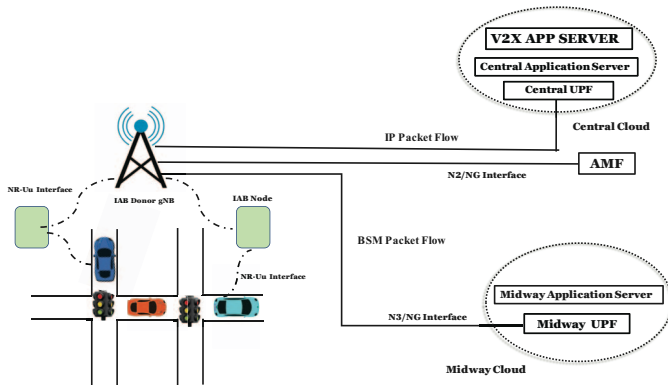 V2X APP SERVER
Central Application Server
Central UPF
Central Cloud
IP Packet Flow
AMF
N2/NG Interface
NR-Uu Interface
IAB Donor gNB
IAB Node
BSM Packet Flow
NR-Uu Interface
Midway Application Server
N3/NG Interface
Midway UPF
Midway Cloud